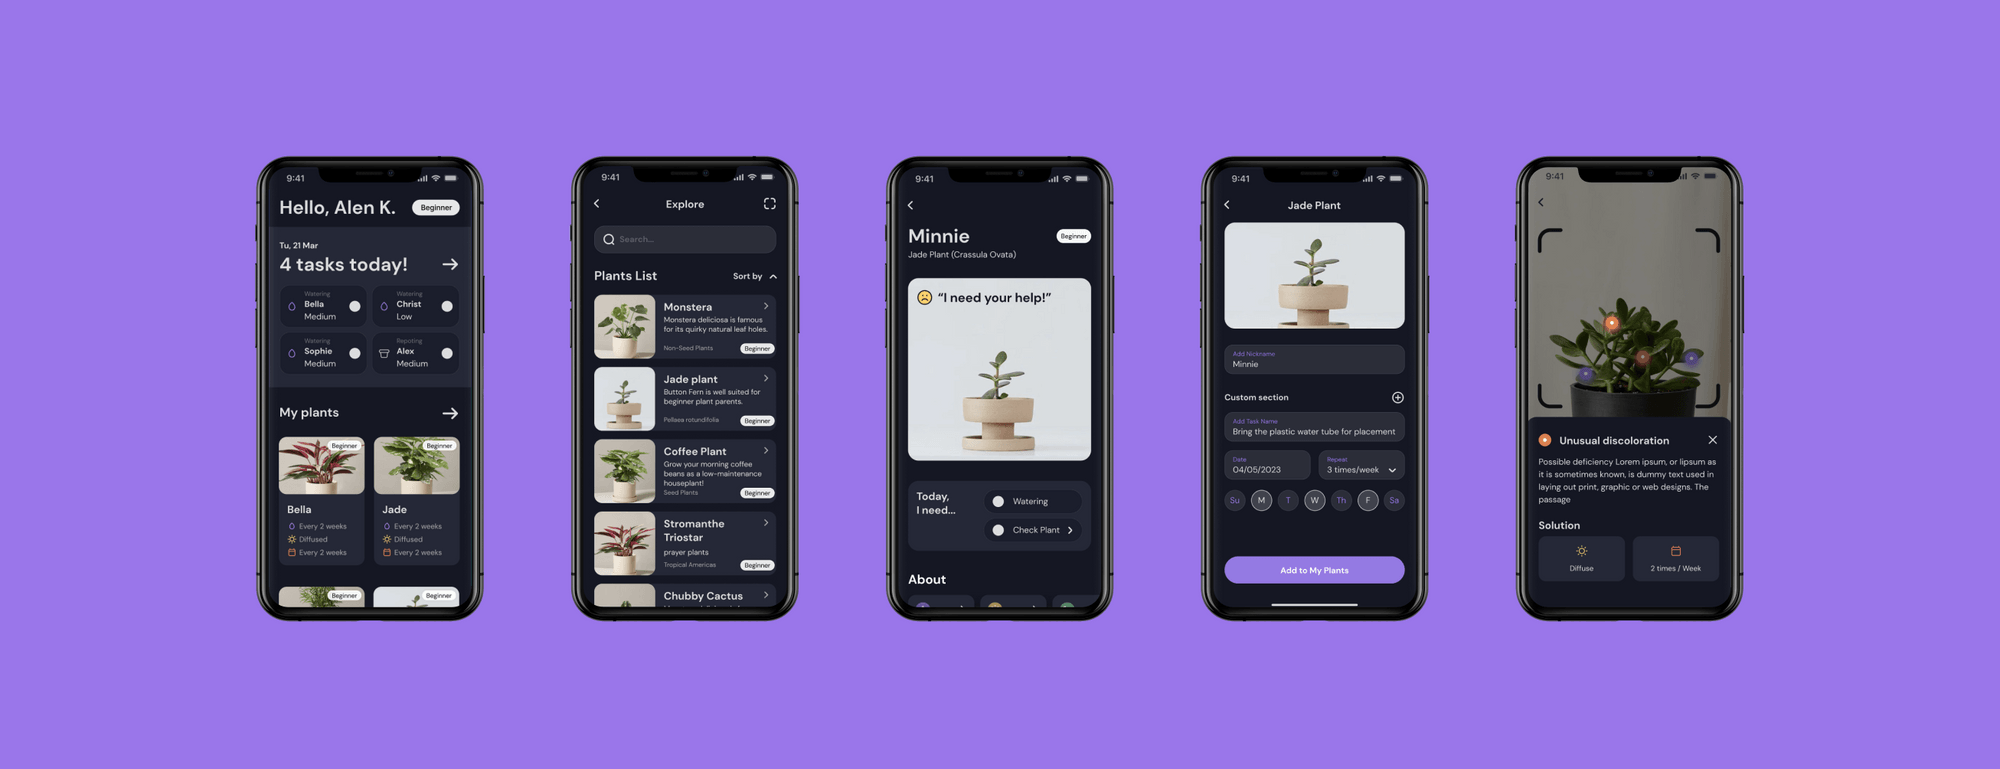 9:41
Hello, Alen K.
Beginner
Tu, 21 Mar
4 tasks today!
Watering
Bella
Medium
Watering
Christ
Low
Watering
Sophie
Medium
Repoting
Alex
Medium
My plants
Beginner
Beginner
Bella
Every 2 weeks
Diffused
Every 2 weeks
Jade
Every 2 weeks
Diffused
Every 2 weeks
Beginner
Beginner
9:41
Explore
Search...
Plants List
Sort by
Monstera
Monstera deliciosa is famous
for its quirky natural leaf holes.
Non-Seed Plants
Beginner
Jade plant
Button Fern is well suited for
beginner plant parents.
Pellsea rotundifolia
Beginner
Coffee Plant
Grow your morning coffee
beans as a low-maintenance
houseplant!
Seed Plants
Beginner
Stromanthe
Triostar
prayer plants
Tropical Americas
Beginner
Chubby Cactus
9:41
Minnie
Beginner
Jade Plant (Crassula Ovata)
“I need your help!”
Today,
I need...
Watering
Check Plant
About
9:41
Jade Plant
Add Nickname
Minnie
Custom section
Add Task Name
Bring the plastic water tube for placement
Date
04/05/2023
Repeat
3 times/week
Su M T W Th F Sa
Add to My Plants
9:41
Unusual discoloration
Possible deficiency Lorem ipsum, or lipsum as
it is sometimes known, is dummy text used in
laying out print, graphic or web designs. The
passage
Solution
Diffuse
2 times / Week